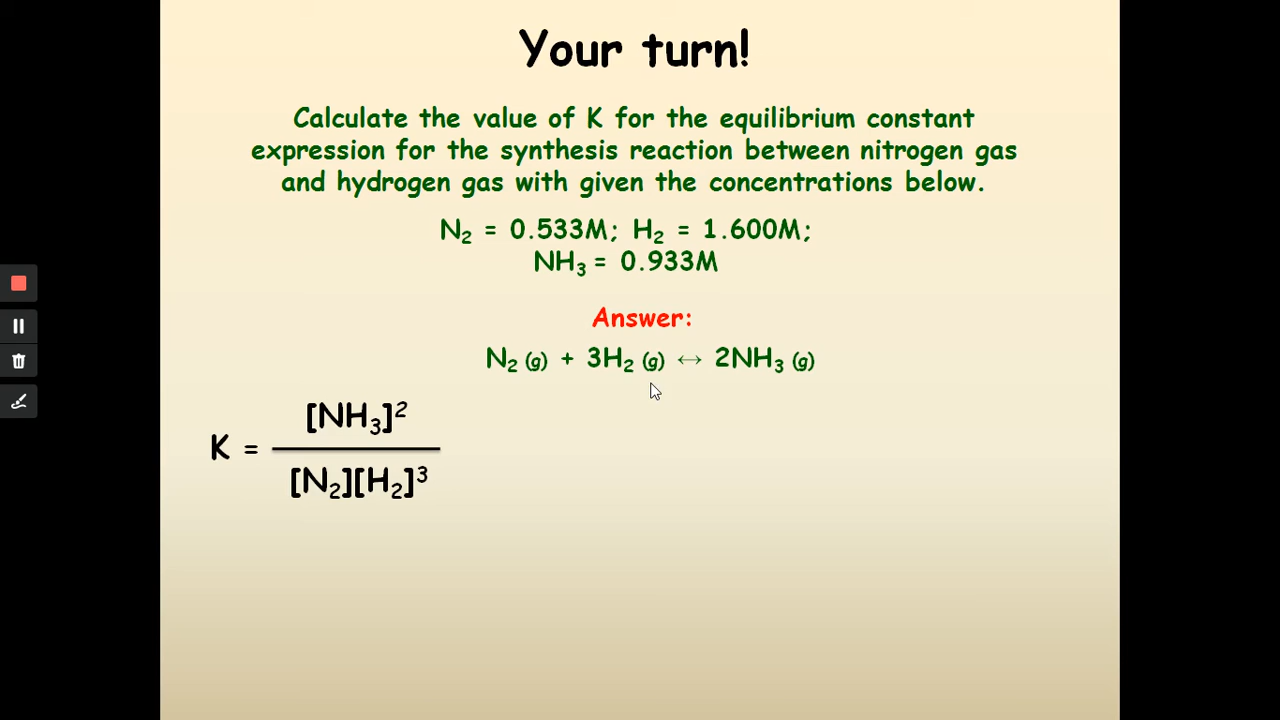 Your turn!
Calculate the value of K for the equilibrium constant
expression for the synthesis reaction between nitrogen gas
and hydrogen gas with given the concentrations below.
N₂ = 0.533M; H₂ = 1.600M;
NH₃ = 0.933M
Answer:
N₂ (g) + 3H₂ (g) ↔ 2NH₃ (g)
[NH₃]²
K =
[N₂][H₂]³